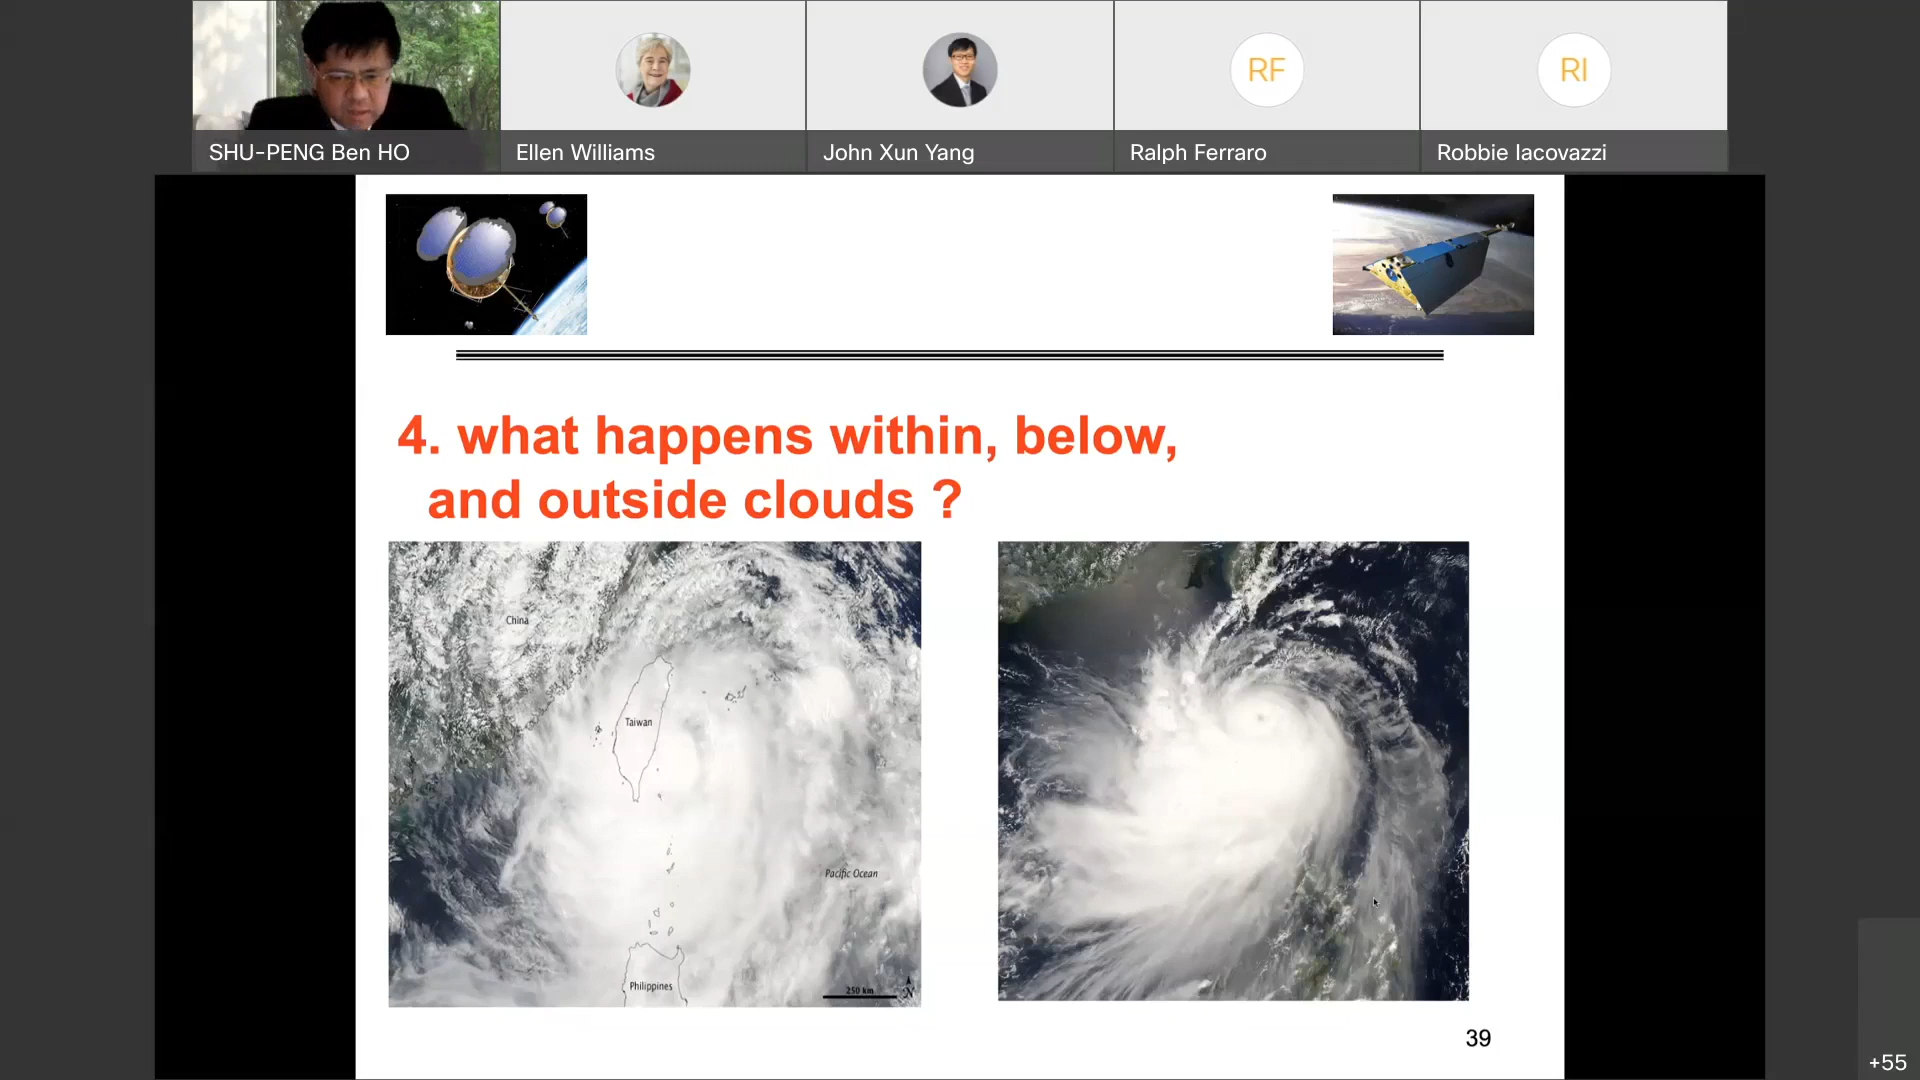 RF
RI
SHU-PENG Ben HO
Ellen Williams
John Xun Yang
Ralph Ferraro
Robbie Iacovazzi
4. what happens within, below,
and outside clouds ?
China
Taiwan
Pacific Ocean
Philippines
250 km
N
39
+55